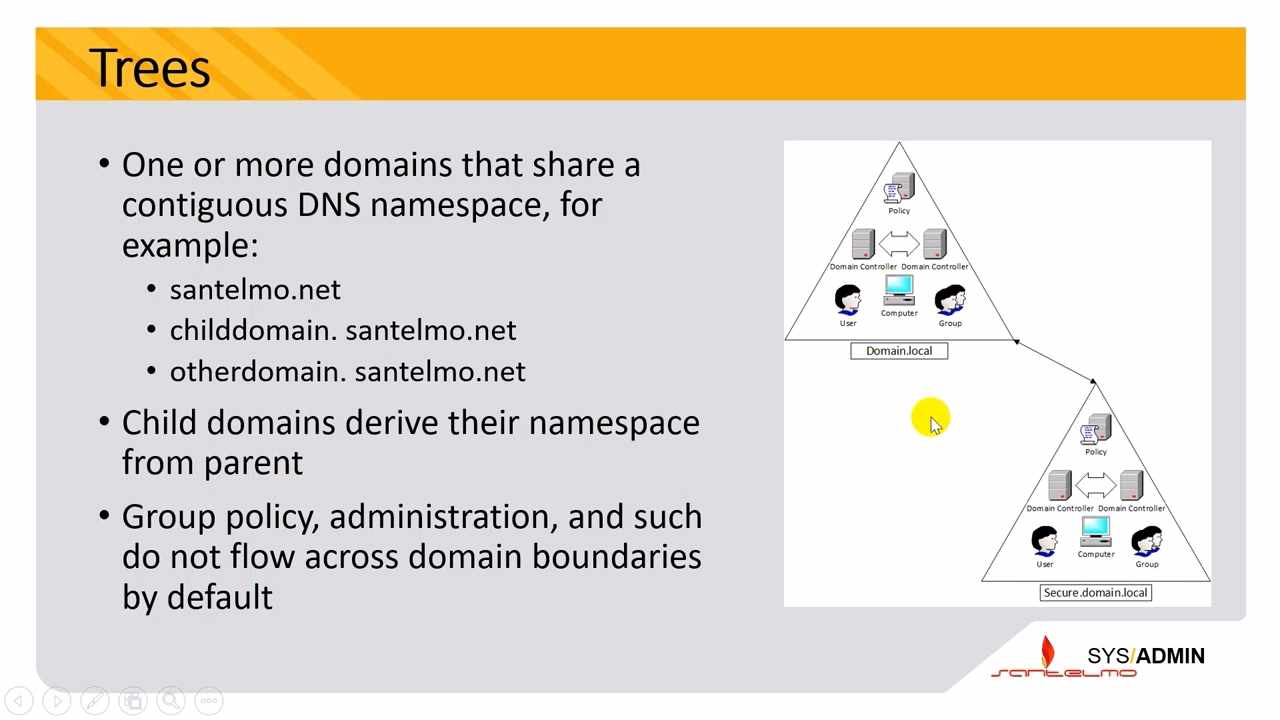 Trees
• One or more domains that share a
contiguous DNS namespace, for
example:
• santelmo.net
• childdomain. santelmo.net
• otherdomain. santelmo.net
• Child domains derive their namespace
from parent
• Group policy, administration, and such
do not flow across domain boundaries
by default
Policy
Domain Controller Domain Controller
User
Computer
Group
Domain.local
Policy
Domain Controller Domain Controller
User
Computer
Group
Secure.domain.local
santelmo
SYS/ADMIN